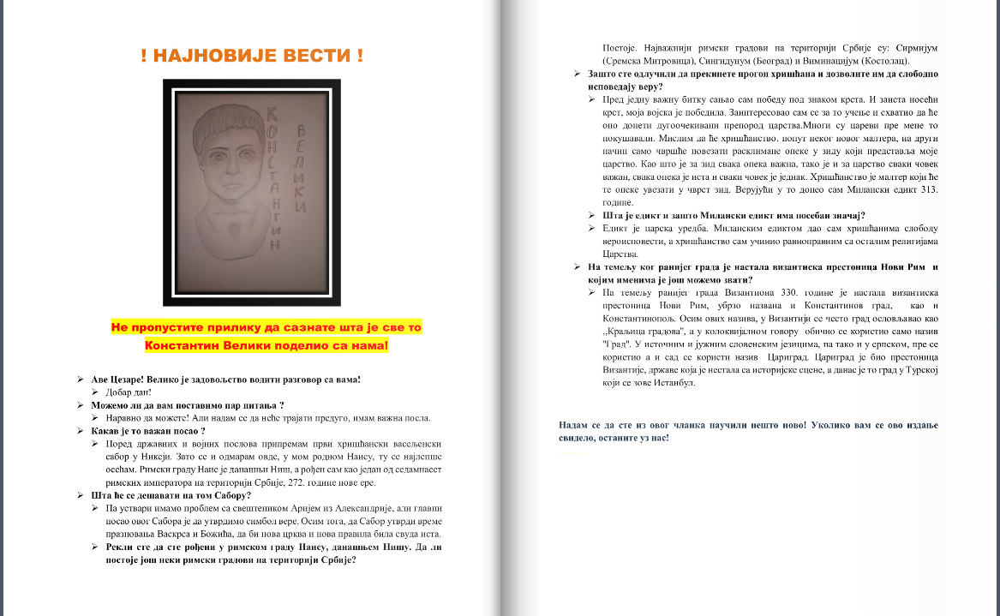 ! НАЈНОВИЈЕ ВЕСТИ !
КОНСТАНТИН
ВЕЛИКИ
Не пропустите прилику да сазнате шта је све то
Константин Велики поделио са нама!
➢ Аве Цезаре! Велико је задовољство водити разговор са вама!
➢ Добар дан!
➢ Можемо ли да вам поставимо пар питања ?
➢ Наравно да можете! Али надам се да неће трајати предуго, имам важна посла.
➢ Какав је то важан посао ?
➢ Поред државних и војних послова припремам први хришћански васељенски
сабор у Никеји. Зато се и одмарам овде, у мом родном Наису, ту се најлепше
осећам. Римски граду Наис је данашњи Ниш, а рођен сам као један од седамнаест
римских императора на територији Србије, 272. године нове ере.
➢ Шта ће се дешавати на том Сабору?
➢ Па уствари имамо проблем са свештеником Аријем из Александрије, али главни
посао овог Сабора је да утврдимо симбол вере. Осим тога, да Сабор утврди време
празновања Васкрса и Божића, да би нова црква и нова правила била свуда иста.
➢ Рекли сте да сте рођени у римском граду Наису, данашњем Нишу. Да ли
постоје још неки римски градови на територији Србије?
Постоје. Најважнији римски градови на територији Србије су: Сирмијум
(Сремска Митровица), Сингидунум (Београд) и Виминацијум (Костолац).
➢ Зашто сте одлучили да прекинете прогон хришћана и дозволите им да слободно
исповедају веру?
➢ Пред једну важну битку сањао сам победу под знаком крста. И заиста носећи
крст, моја војска је победила. Заинтересовао сам се за то учење и схватио да ће
оно донети дугоочекивани препород царства.Многи су цареви пре мене то
покушавали. Мислим да ће хришћанство, попут неког новог малтера, на други
начин само чвршће повезати расклимане опеке у зиду који представља моје
царство. Као што је за зид свака опека важна, тако је и за царство сваки човек
важан, свака опека је иста и сваки човек је једнак. Хришћанство је малтер који ће
те опеке увезати у чврст зид. Верујући у то донео сам Милански едикт 313.
године.
➢ Шта је едикт и зашто Милански едикт има посебан значај?
➢ Едикт је царска уредба. Миланским едиктом дао сам хришћанима слободу
вероисповести, а хришћанство сам учинио равноправним са осталим религијама
Царства.
➢ На темељу ког ранијег града је настала византиска престоница Нови Рим и
којим именима је још можемо звати?
➢ На темељу ранијег града Византиона 330. године је настала византиска
престоница Нови Рим, убрзо названа и Константинов град, као и
Константинопољ. Осим ових назива, у Византији се често град ословљавао као
,,Краљица градова", а у колоквијалном говору обично се користио само назив
"Град". У источним и јужним словенским језицима, па тако и у српском, пре се
користио а и сад се користи назив Цариград. Цариград је био престоница
Византије, државе која је нестала са историјске сцене, а данас је то град у Турској
који се зове Истанбул.
Надам се да сте из овог чланка научили нешто ново! Уколико вам се ово издање
свидело, останите уз нас!